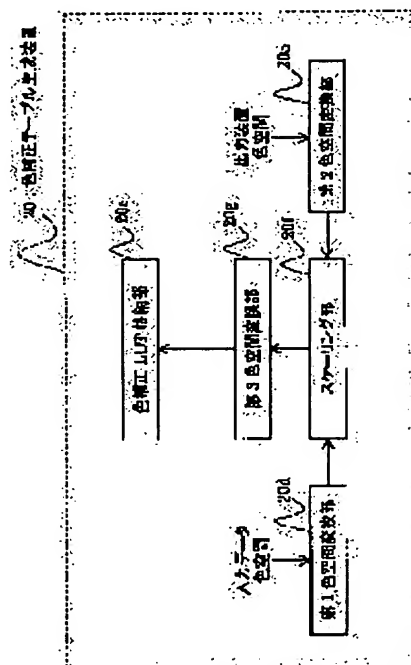 20 色補正テーブル生成装置
入力データ
色空間
20d
第1色空間変換部
スケーリング部
20f
出力装置
色空間
第2色空間変換部
20g
第3色空間変換部
色補正LUT格納部